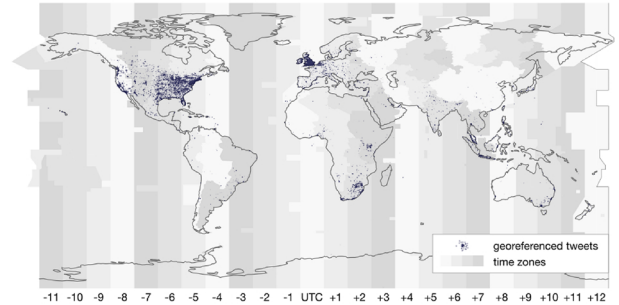 georeferenced tweets
time zones
-11 -10 -9 -8 -7 -6 -5 -4 -3 -2 -1 UTC +1 +2 +3 +4 +5 +6 +7 +8 +9 +10 +11 +12